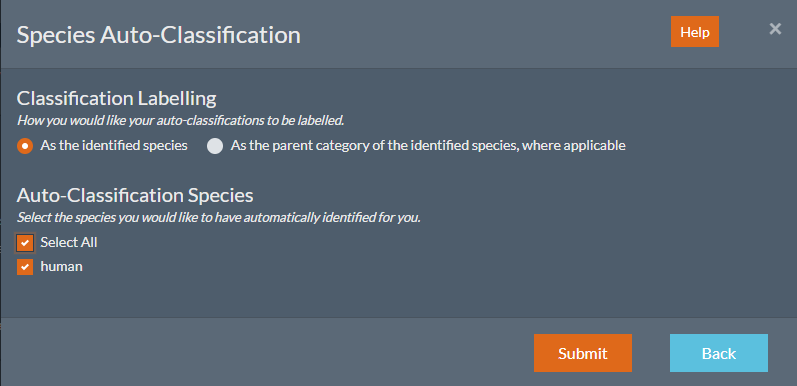 Species Auto-Classification
Help
×
Classification Labelling
How you would like your auto-classifications to be labelled.
As the identified species
As the parent category of the identified species, where applicable
Auto-Classification Species
Select the species you would like to have automatically identified for you.
Select All
human
Submit
Back